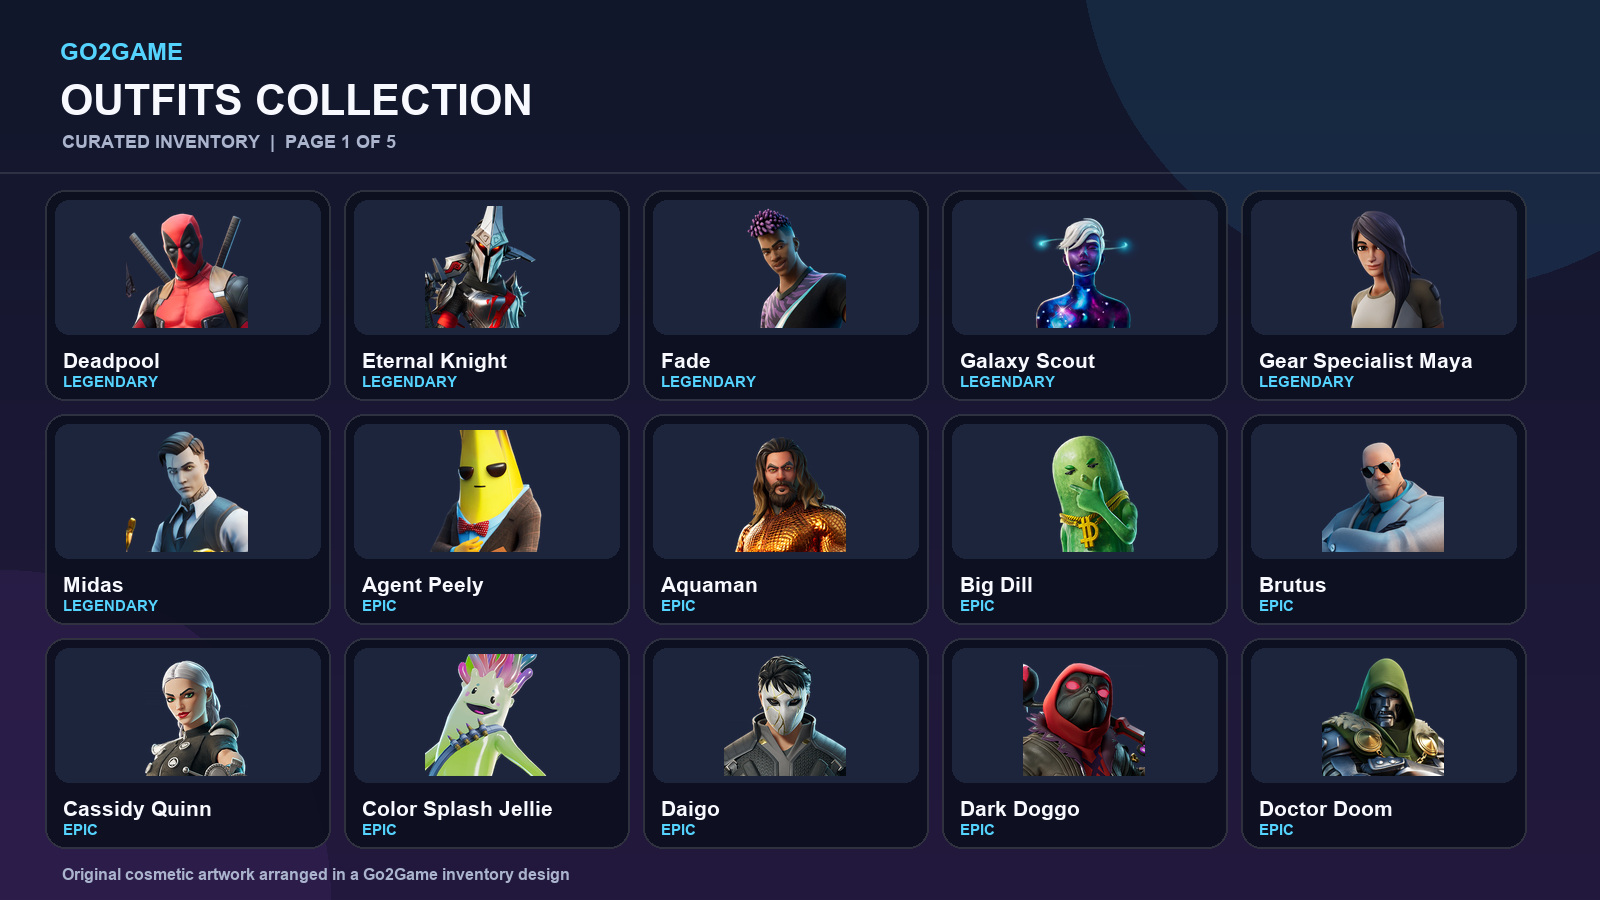 GO2GAME
OUTFITS COLLECTION
CURATED INVENTORY | PAGE 1 OF 5
Deadpool
LEGENDARY
Eternal Knight
LEGENDARY
Fade
LEGENDARY
Galaxy Scout
LEGENDARY
Gear Specialist Maya
LEGENDARY
Midas
LEGENDARY
Agent Peely
EPIC
Aquaman
EPIC
Big Dill
EPIC
Brutus
EPIC
Cassidy Quinn
EPIC
Color Splash Jellie
EPIC
Daigo
EPIC
Dark Doggo
EPIC
Doctor Doom
EPIC
Original cosmetic artwork arranged in a Go2Game inventory design